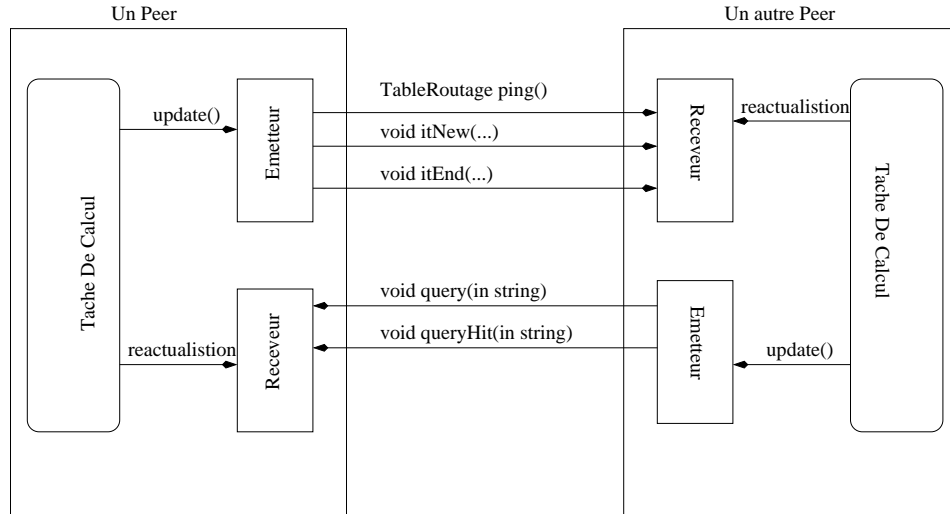 Un Peer
Un autre Peer
Tache De Calcul
update()
Emetteur
TableRoutage ping()
void itNew(...)
void itEnd(...)
Receveur
reactualistion
Tache De Calcul
reactualistion
Receveur
void query(in string)
void queryHit(in string)
Emetteur
update()